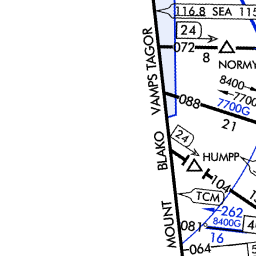 116.8 SEA 115
24
072
8
NORMY
VAMPS TAGOR
8400
7700
088
7700G
21
BLAKO
24
HUMPP
104
TCM
MOUNT
262
081
8400G
16
064